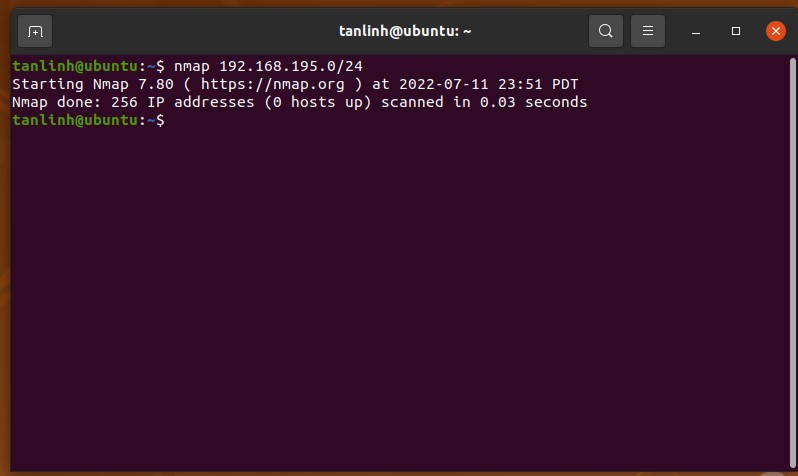 tanlinh@ubuntu: ~
tanlinh@ubuntu:~$ nmap 192.168.195.0/24
Starting Nmap 7.80 ( https://nmap.org ) at 2022-07-11 23:51 PDT
Nmap done: 256 IP addresses (0 hosts up) scanned in 0.03 seconds
tanlinh@ubuntu:~$